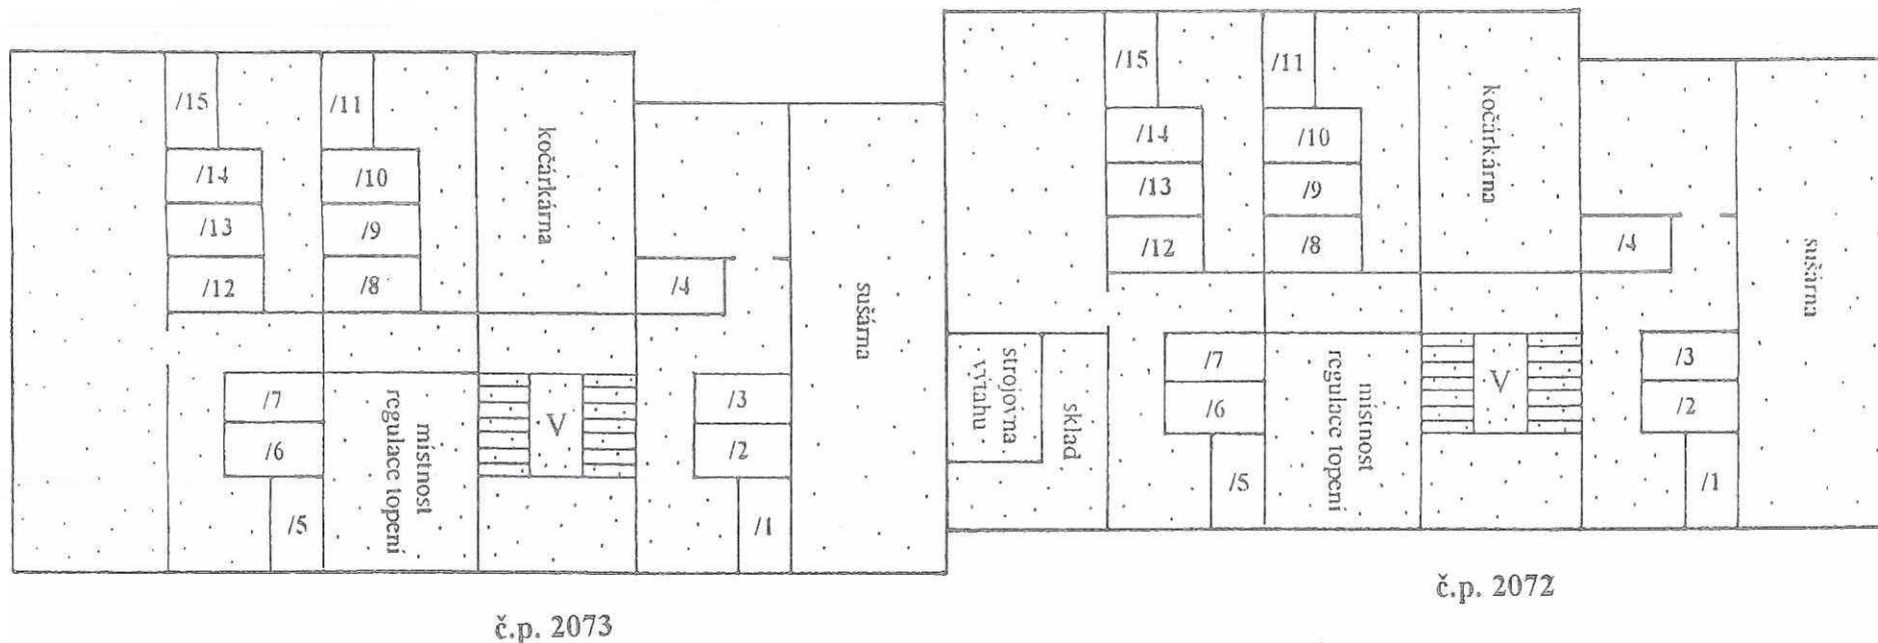 /15
/11
/14
/10
/13
/9
/12
/8
kočárkárna
/4
sušárna
/7
/6
/5
místnost
regulace topení
V
/3
/2
/1
č.p. 2073
/15
/11
/14
/10
/13
/9
/12
/8
kočárkárna
/4
sušárna
strojovna
výtahu
sklad
/7
/6
/5
místnost
regulace topení
V
/3
/2
/1
č.p. 2072